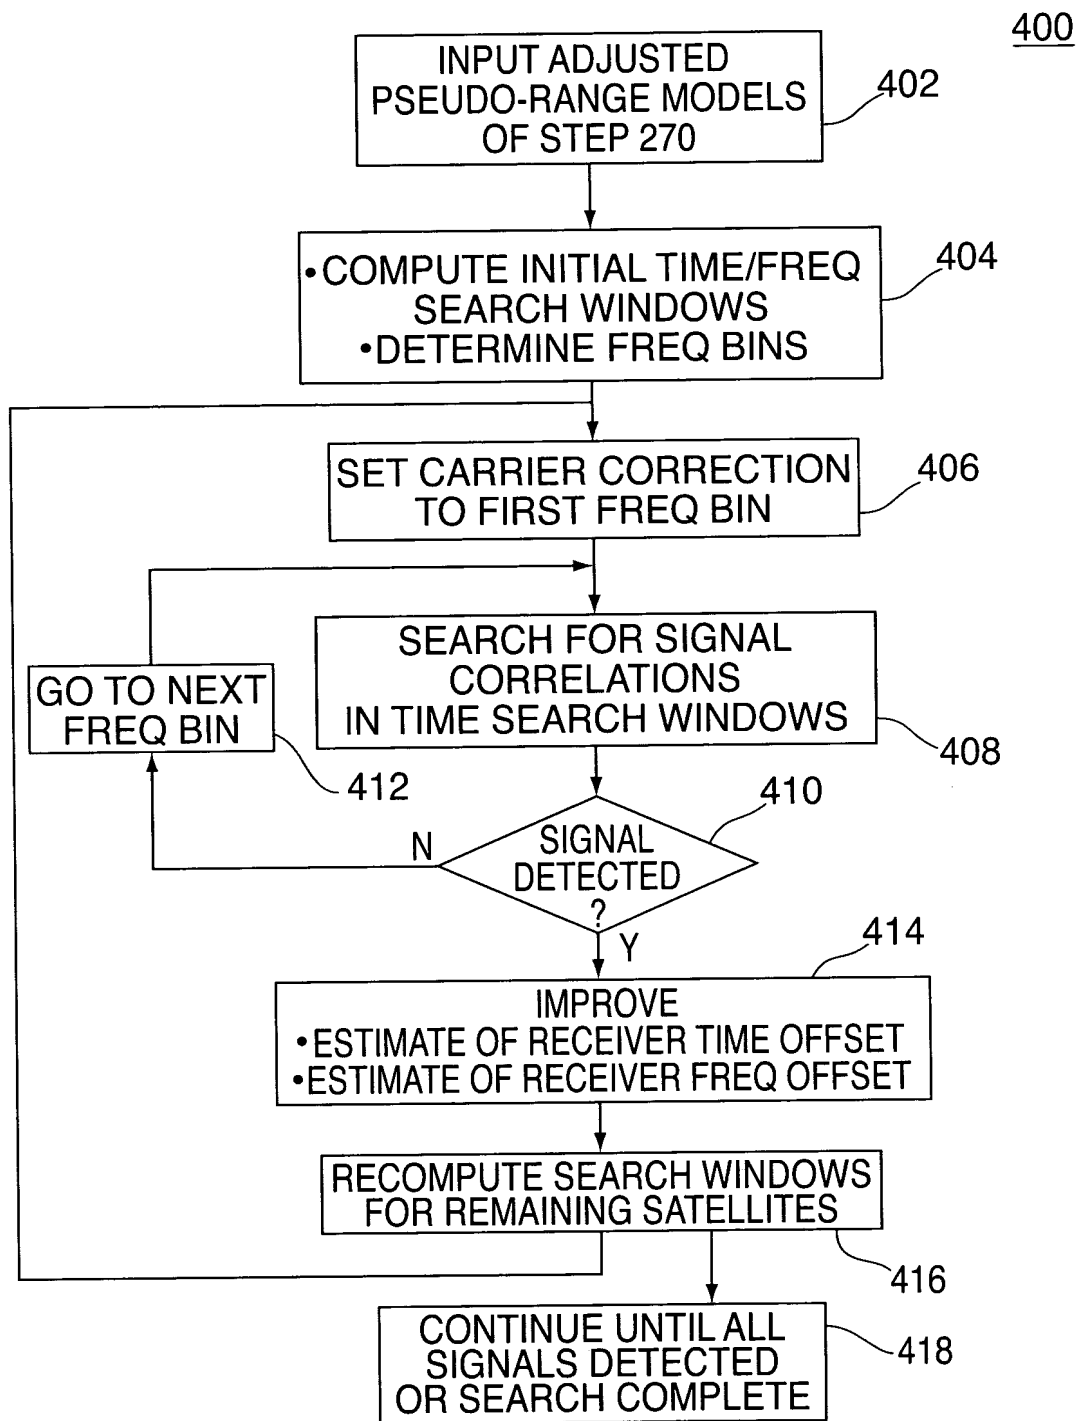 400
INPUT ADJUSTED
PSEUDO-RANGE MODELS
OF STEP 270
402
•COMPUTE INITIAL TIME/FREQ
SEARCH WINDOWS
•DETERMINE FREQ BINS
404
SET CARRIER CORRECTION
TO FIRST FREQ BIN
406
SEARCH FOR SIGNAL
CORRELATIONS
IN TIME SEARCH WINDOWS
408
GO TO NEXT
FREQ BIN
412
SIGNAL
DETECTED
?
410
N
Y
414
IMPROVE
•ESTIMATE OF RECEIVER TIME OFFSET
•ESTIMATE OF RECEIVER FREQ OFFSET
RECOMPUTE SEARCH WINDOWS
FOR REMAINING SATELLITES
416
CONTINUE UNTIL ALL
SIGNALS DETECTED
OR SEARCH COMPLETE
418